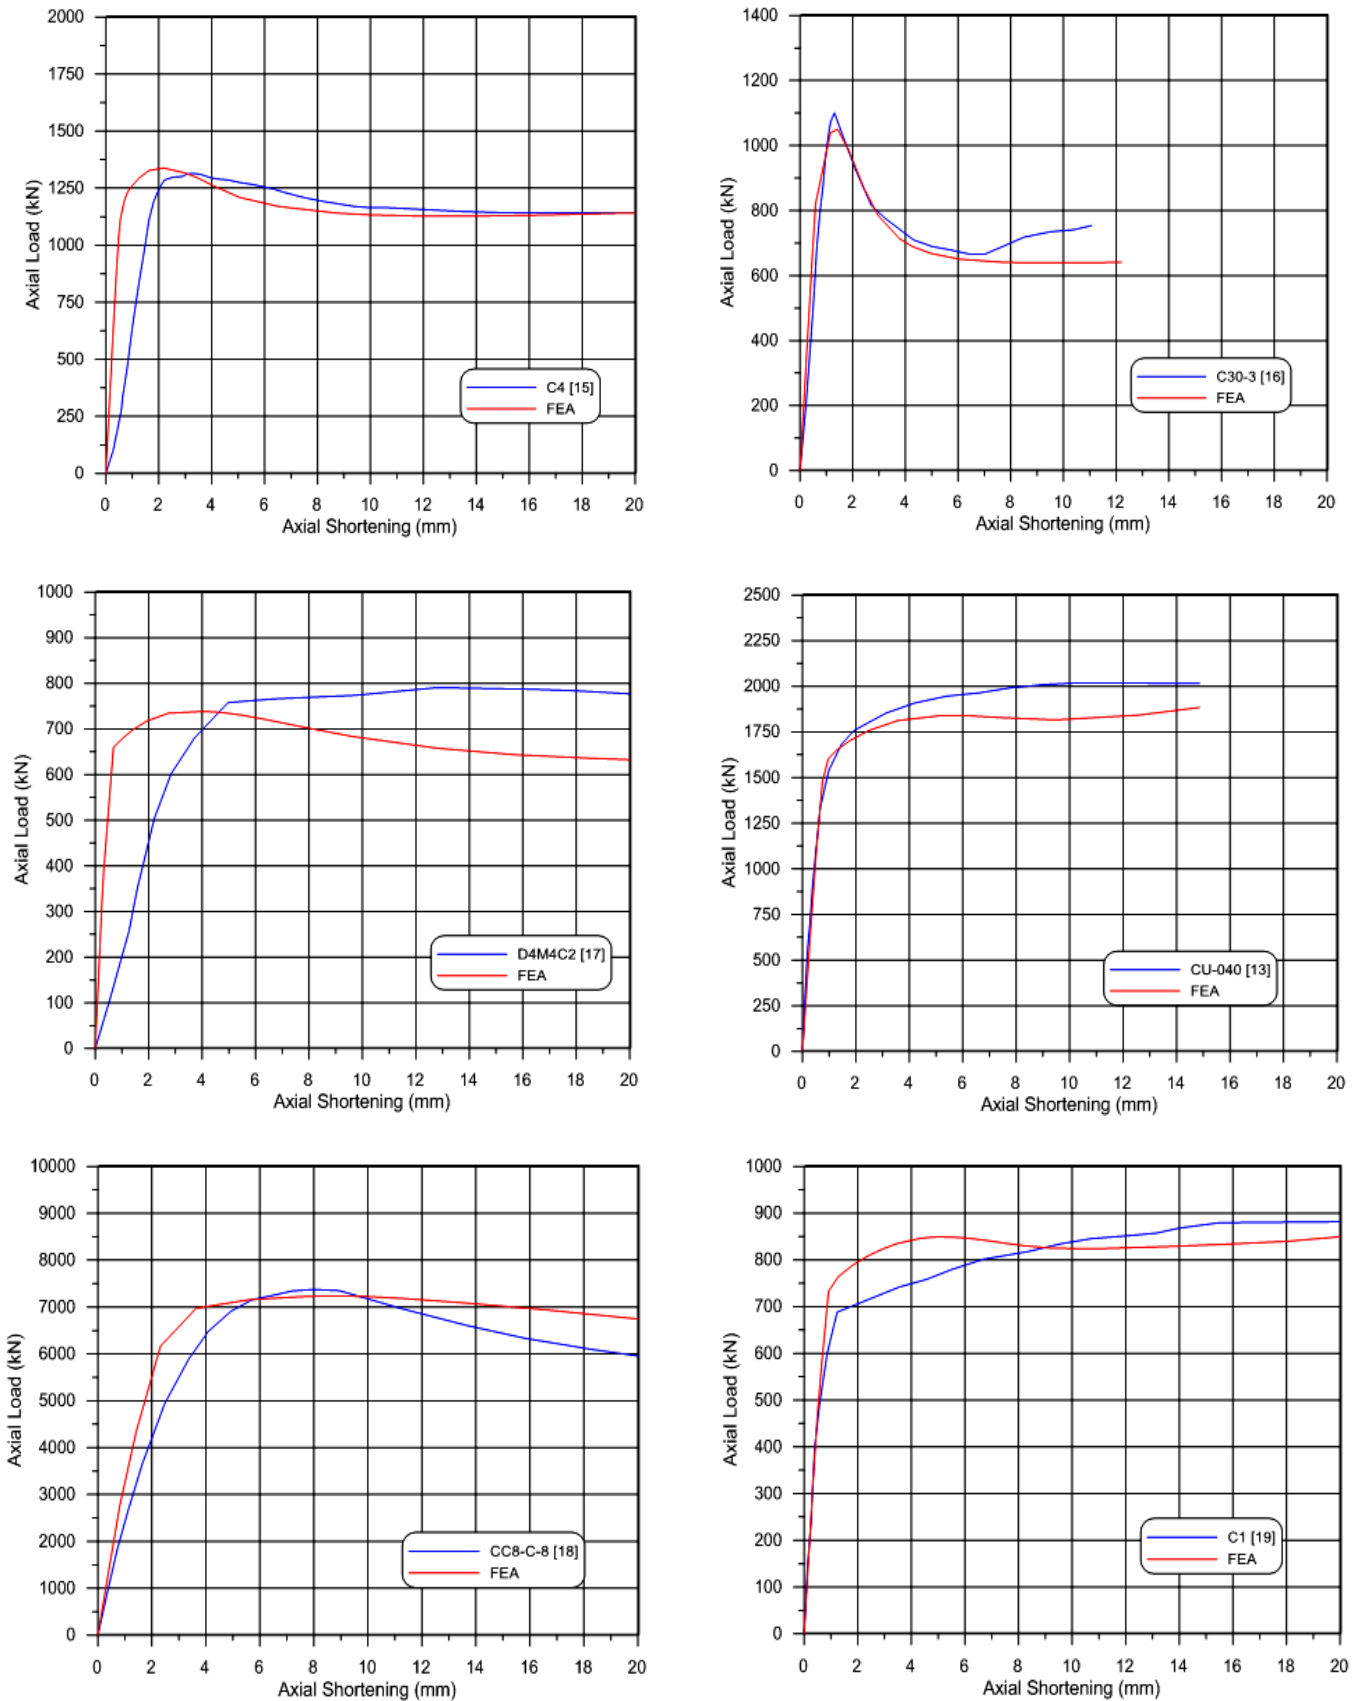 2000
1750
1500
1250
1000
750
500
250
0
Axial Load (kN)
C4 [15]
FEA
0 2 4 6 8 10 12 14 16 18 20
Axial Shortening (mm)
1400
1200
1000
800
600
400
200
0
Axial Load (kN)
C30-3 [16]
FEA
0 2 4 6 8 10 12 14 16 18 20
Axial Shortening (mm)
1000
900
800
700
600
500
400
300
200
100
0
Axial Load (kN)
D4M4C2 [17]
FEA
0 2 4 6 8 10 12 14 16 18 20
Axial Shortening (mm)
2500
2250
2000
1750
1500
1250
1000
750
500
250
0
Axial Load (kN)
CU-040 [13]
FEA
0 2 4 6 8 10 12 14 16 18 20
Axial Shortening (mm)
10000
9000
8000
7000
6000
5000
4000
3000
2000
1000
0
Axial Load (kN)
CC8-C-8 [18]
FEA
0 2 4 6 8 10 12 14 16 18 20
Axial Shortening (mm)
1000
900
800
700
600
500
400
300
200
100
0
Axial Load (kN)
C1 [19]
FEA
0 2 4 6 8 10 12 14 16 18 20
Axial Shortening (mm)